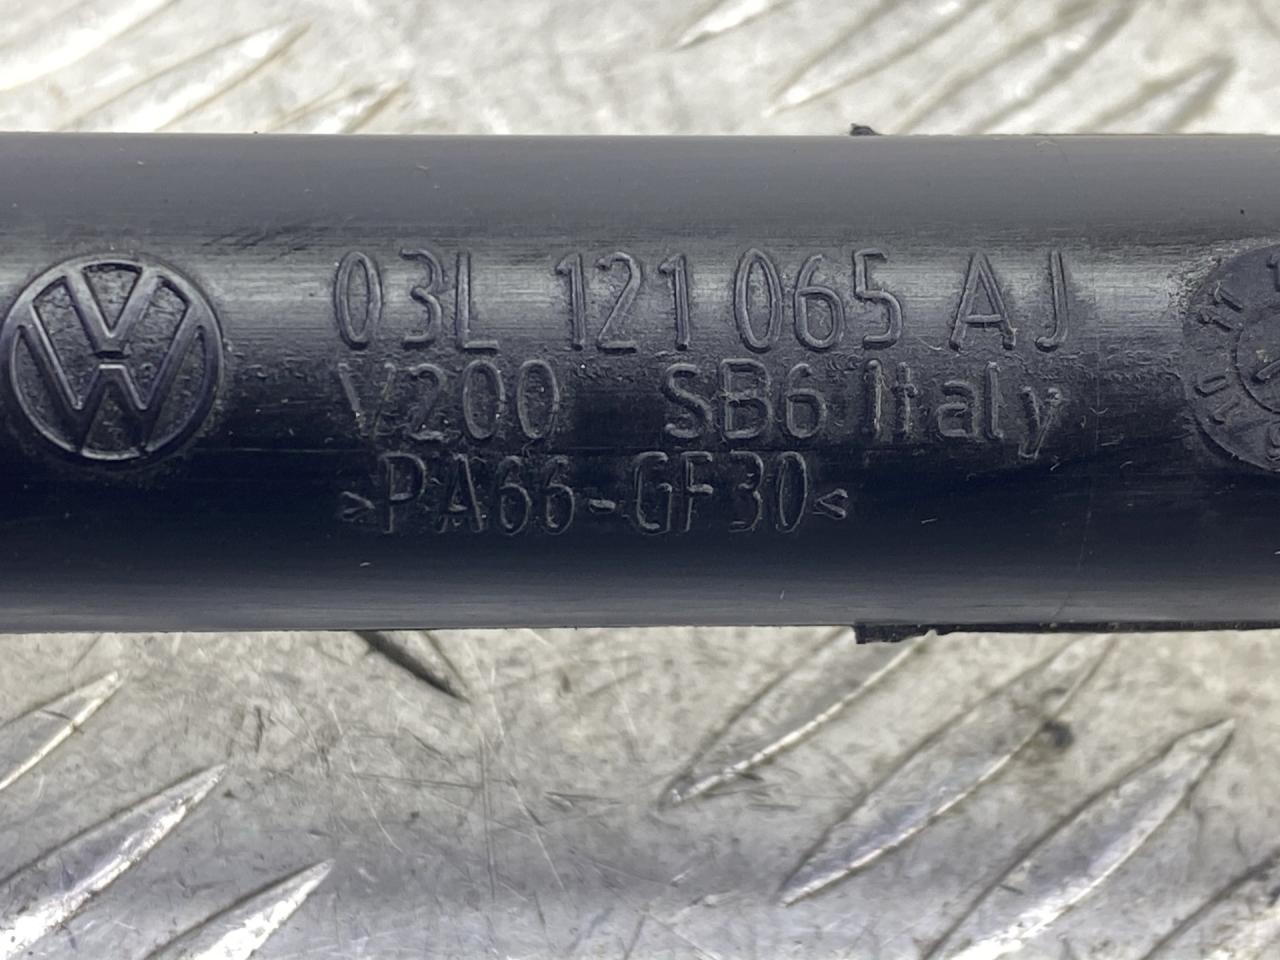 03L 121 065 AJ
V200 SB6 Italy
>PA66-GF30<